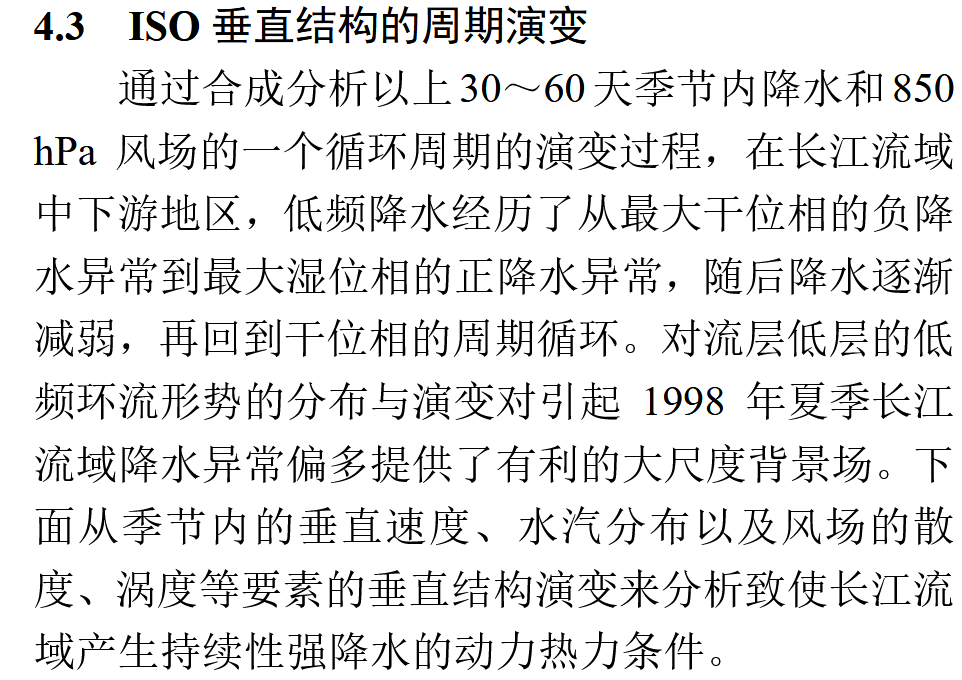 4.3 ISO 垂直结构的周期演变
通过合成分析以上 30～60 天季节内降水和 850
hPa 风场的一个循环周期的演变过程，在长江流域
中下游地区，低频降水经历了从最大干位相的负降
水异常到最大湿位相的正降水异常，随后降水逐渐
减弱，再回到干位相的周期循环。对流层低层的低
频环流形势的分布与演变对引起 1998 年夏季长江
流域降水异常偏多提供了有利的大尺度背景场。下
面从季节内的垂直速度、水汽分布以及风场的散
度、涡度等要素的垂直结构演变来分析致使长江流
域产生持续性强降水的动力热力条件。